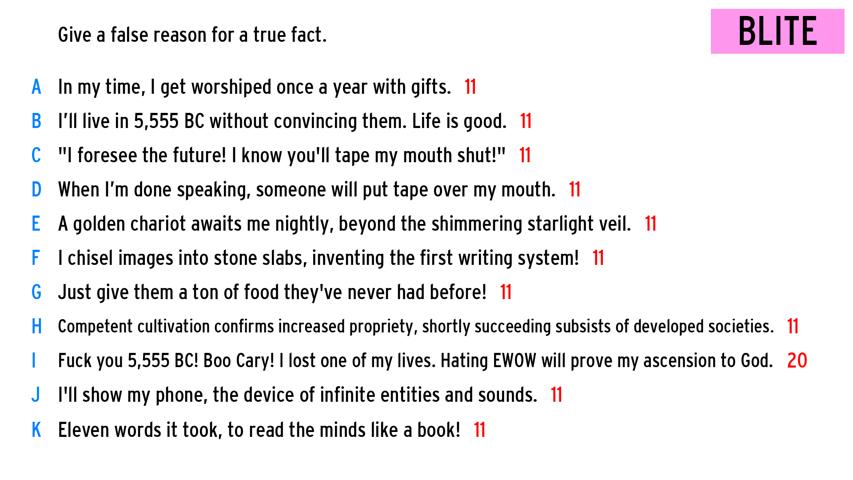 Give a false reason for a true fact.
BLITE
A In my time, I get worshiped once a year with gifts. 11
B I'll live in 5,555 BC without convincing them. Life is good. 11
C "I foresee the future! I know you'll tape my mouth shut!" 11
D When I'm done speaking, someone will put tape over my mouth. 11
E A golden chariot awaits me nightly, beyond the shimmering starlight veil. 11
F I chisel images into stone slabs, inventing the first writing system! 11
G Just give them a ton of food they've never had before! 11
H Competent cultivation confirms increased propriety, shortly succeeding subsists of developed societies. 11
I Fuck you 5,555 BC! Boo Cary! I lost one of my lives. Hating EWOW will prove my ascension to God. 20
J I'll show my phone, the device of infinite entities and sounds. 11
K Eleven words it took, to read the minds like a book! 11